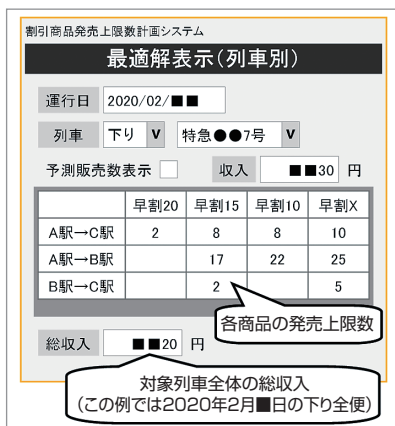 割引商品発売上限数計画システム
最適解表示(列車別)
運行日 2020/02/■■
列車 下り V 特急●●7号 V
予測販売数表示 収入 ■■30 円
早割20 早割15 早割10 早割X
A駅→C駅 2 8 8 10
A駅→B駅 17 22 25
B駅→C駅 2 5
各商品の発売上限数
総収入 ■■20 円
対象列車全体の総収入
(この例では2020年2月■日の下り全便)